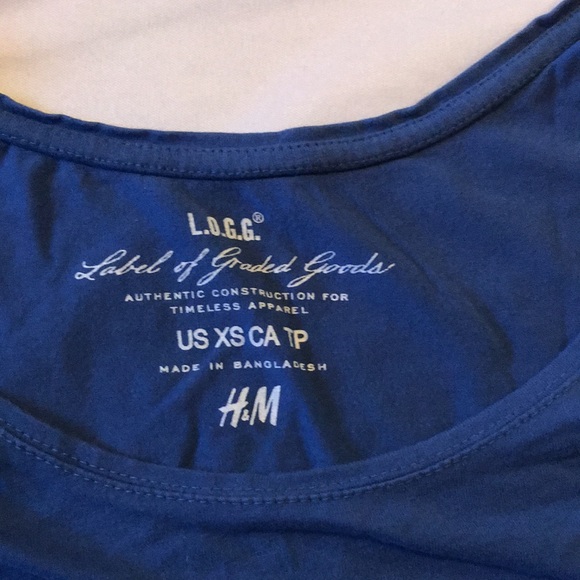 L.O.G.G.®
Label of Graded Goods
AUTHENTIC CONSTRUCTION FOR
TIMELESS APPAREL
US XS CA TP
MADE IN BANGLADESH
H&M